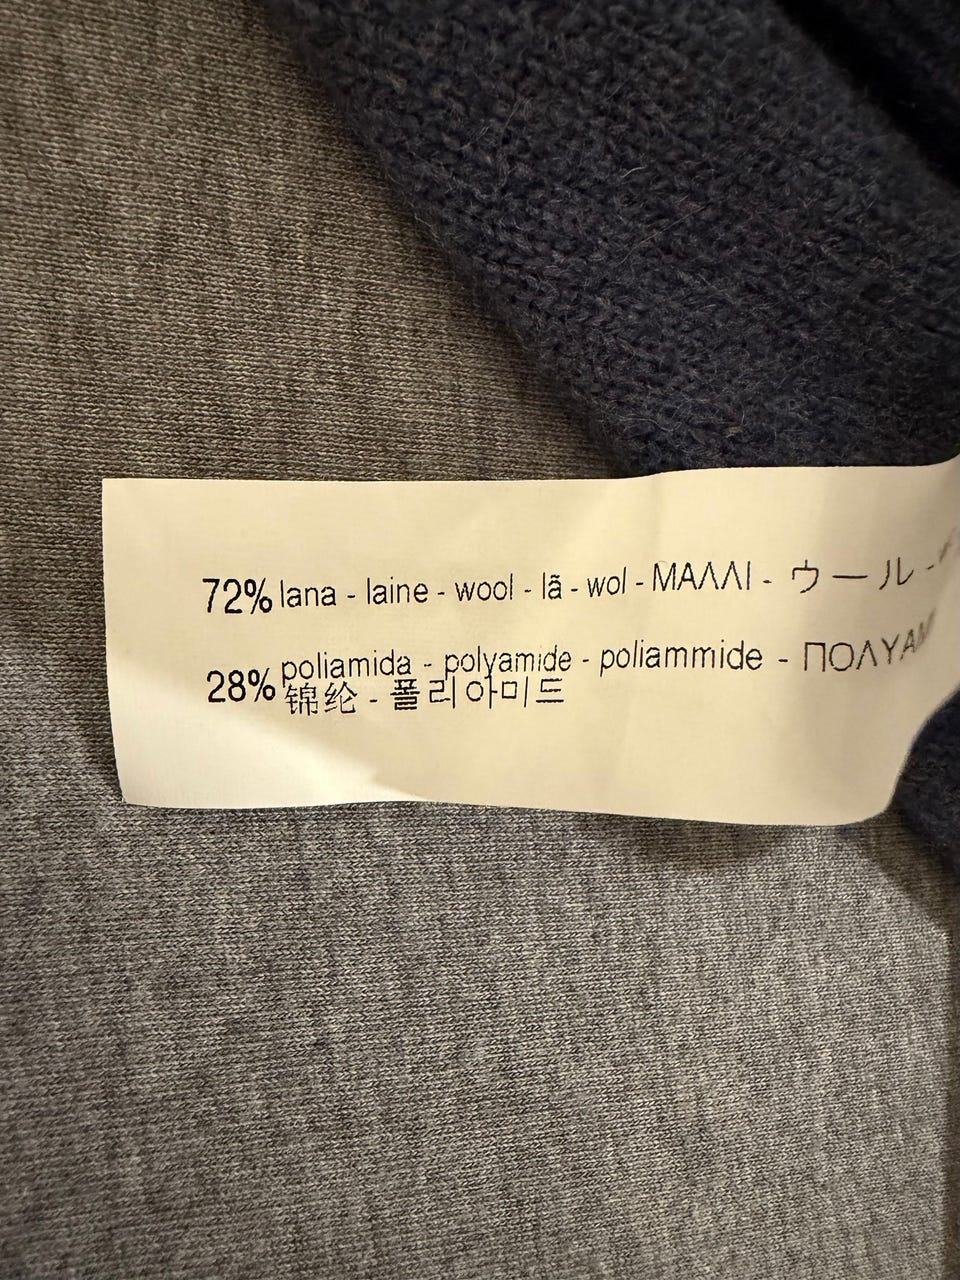 72% lana - laine - wool - lã - wol - ΜΑΛΛΙ - ウール -
28% poliamida - polyamide - poliammide -
锦纶 - 폴리아미드